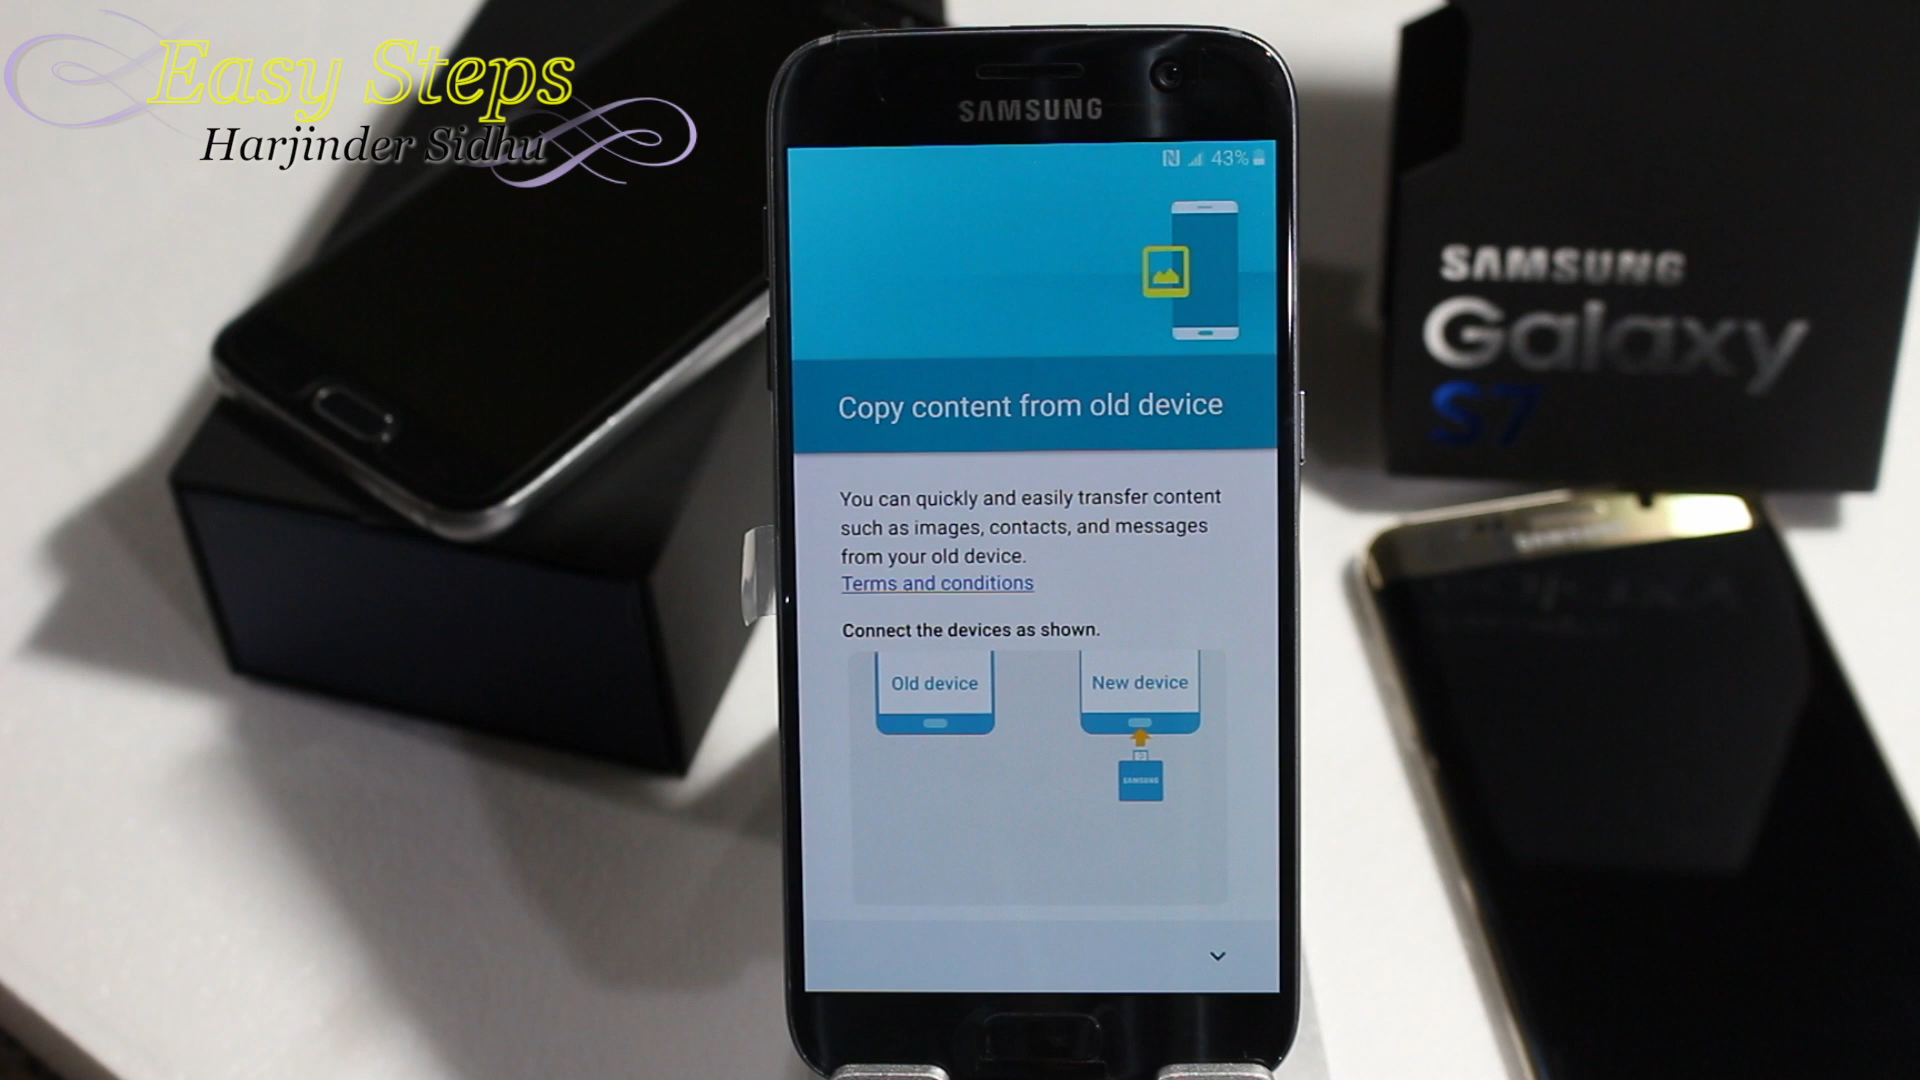 Easy Steps
Harjinder Sidhu
SAMSUNG
43%
Copy content from old device
You can quickly and easily transfer content
such as images, contacts, and messages
from your old device.
Terms and conditions
Connect the devices as shown.
Old device
New device
SAMSUNG
SAMSUNG
Galaxy
S7